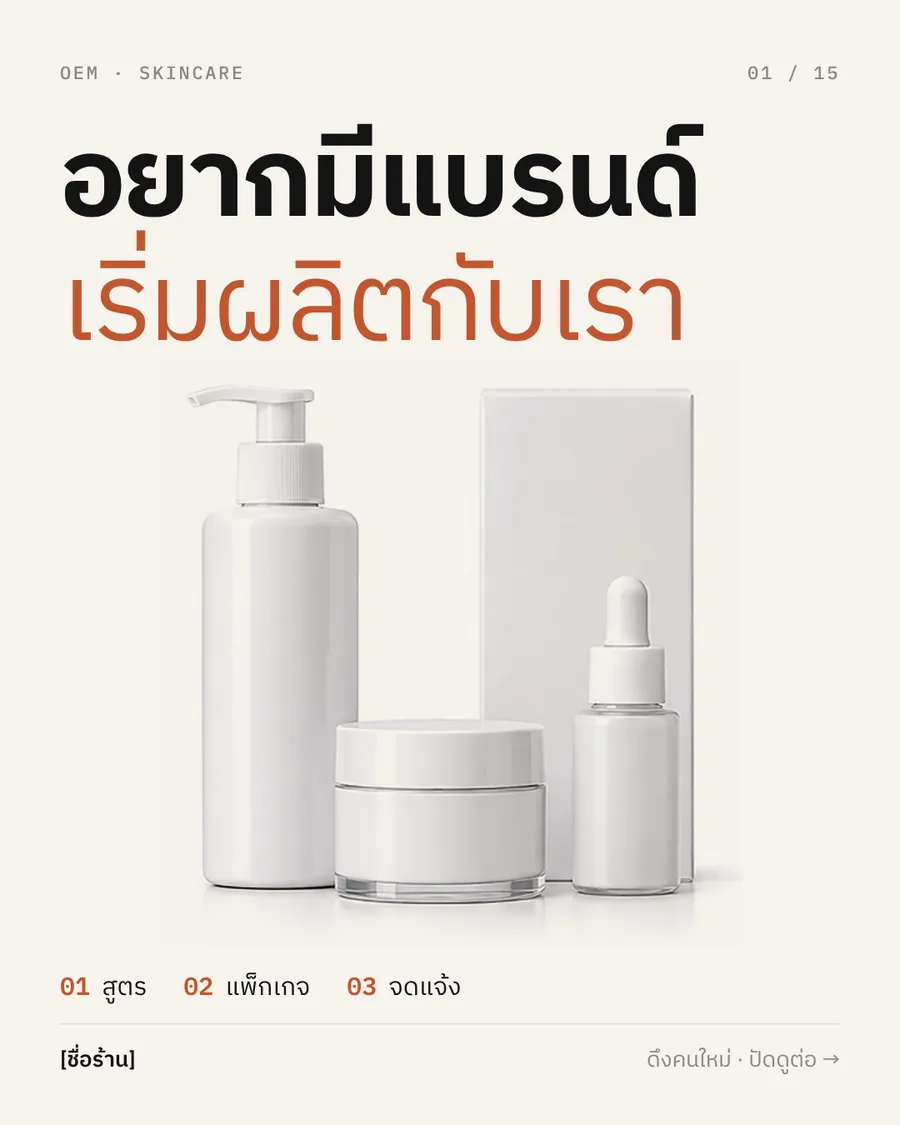 OEM · SKINCARE
01 / 15
อยากมีแบรนด์
เริ่มผลิตกับเรา
01 สูตร 02 แพ็กเกจ 03 จดแจ้ง
[ชื่อร้าน]
ดึงคนใหม่ · ปัดดูต่อ →